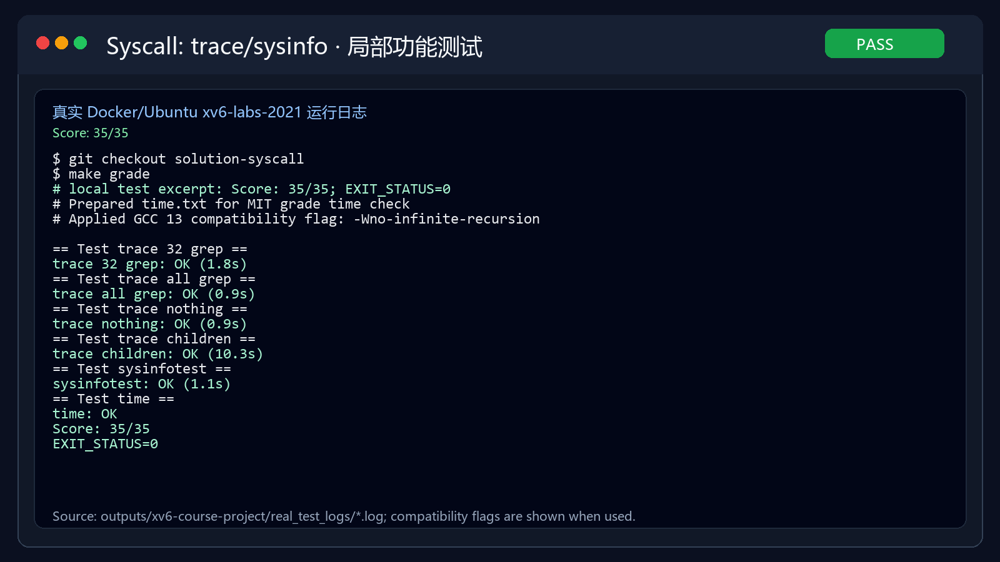 Syscall: trace/sysinfo · 局部功能测试
PASS
真实 Docker/Ubuntu xv6-labs-2021 运行日志
Score: 35/35
$ git checkout solution-syscall
$ make grade
# local test excerpt: Score: 35/35; EXIT_STATUS=0
# Prepared time.txt for MIT grade time check
# Applied GCC 13 compatibility flag: -Wno-infinite-recursion
== Test trace 32 grep ==
trace 32 grep: OK (1.8s)
== Test trace all grep ==
trace all grep: OK (0.9s)
== Test trace nothing ==
trace nothing: OK (0.9s)
== Test trace children ==
trace children: OK (10.3s)
== Test sysinfotest ==
sysinfotest: OK (1.1s)
== Test time ==
time: OK
Score: 35/35
EXIT_STATUS=0
Source: outputs/xv6-course-project/real_test_logs/*.log; compatibility flags are shown when used.